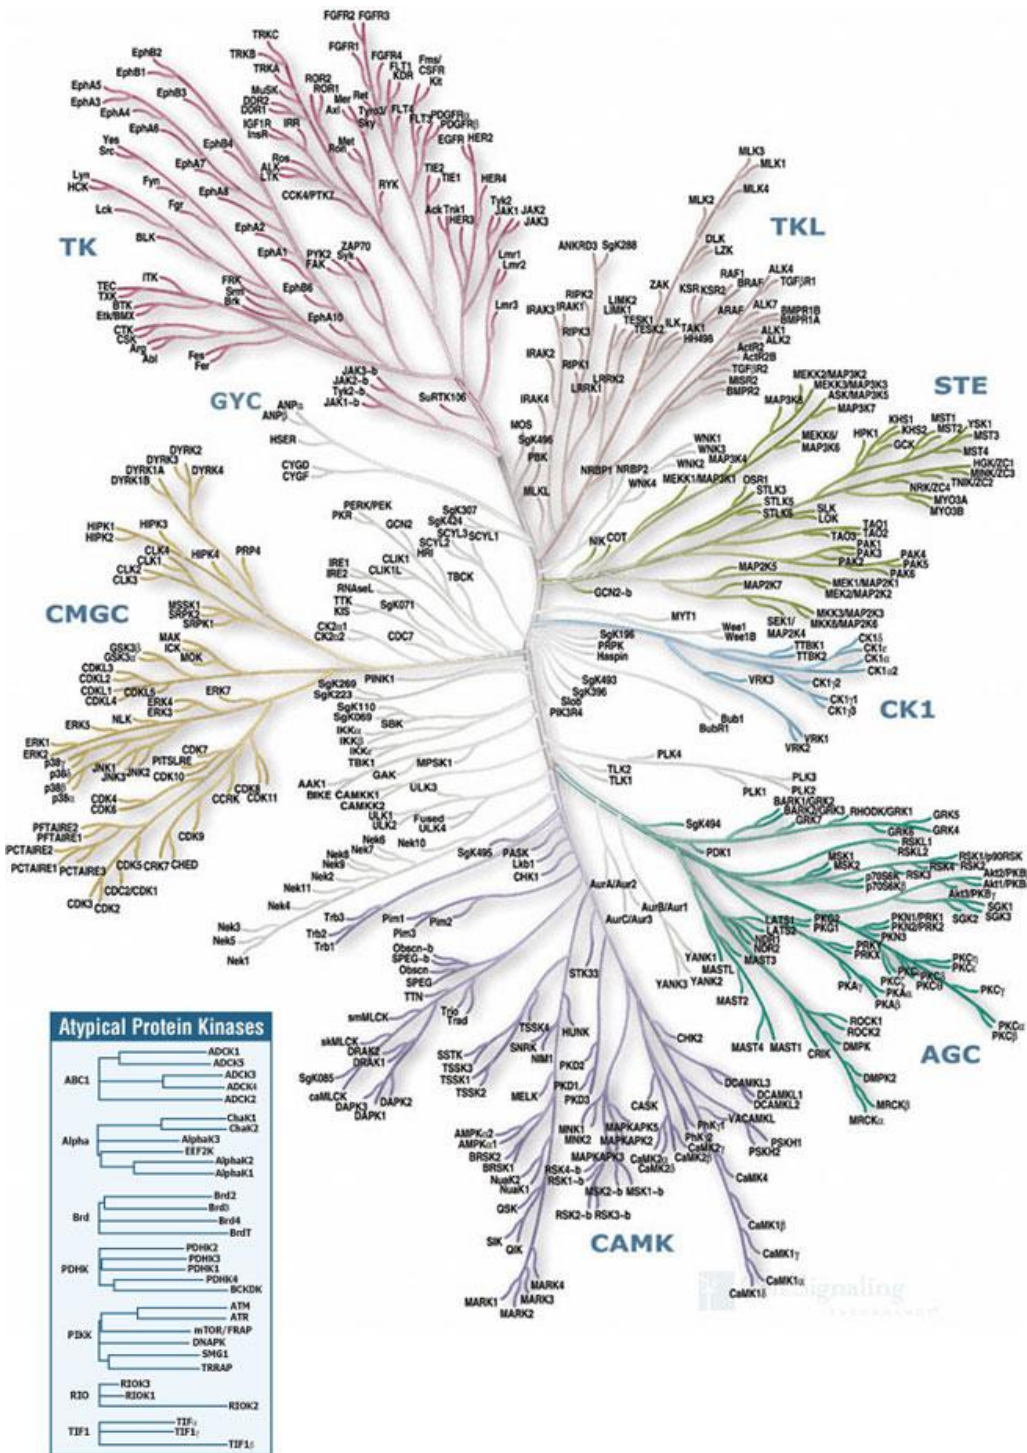 FGFR2 FGFR3
TRKC
FGFR1
FGFR4
TRKB
FLT1
Fms/
CSFR
KDR
Kit
EphB2
EphB1
TRKA
ROR2
ROR1
Ret
Mer
Axl
Tyro3/
Sky
FLT4
FLT3
PDGFRα
PDGFRβ
EphA5
EphA3
EphB3
MuSK
DDR2
DDR1
EphA4
IGF1R
InsR
IRR
EGFR
HER2
EphA6
Met
Ron
Yes
Src
EphB4
Ros
ALK
LTK
MLK3
MLK1
EphA7
TIE2
TIE1
HER4
Lyn
HCK
Fyn
EphA8
CCK4/PTK7
RYK
MLK4
Tyk2
JAK1
JAK2
JAK3
MLK2
Lck
Fgr
Ack
Tnk1
HER3
TKL
TK
EphA2
BLK
EphA1
PYK2
FAK
ZAP70
Syk
ANKRD3 SgK288
DLK
LZK
Lmr1
Lmr2
ITK
FRK
Srm
Brk
EphB6
ZAK
RAF1
BRAF
ALK4
TGFβR1
TEC
TXK
BTK
Etk/BMX
RIPK2
IRAK1
IRAK3
LIMK2
LIMK1
KSR
KSR2
ARAF
ALK7
BMPR1B
BMPR1A
Lmr3
EphA10
TESK1
TESK2
ILK
TAK1
HH498
ALK1
ALK2
CTK
CSK
Arg
Abl
RIPK3
ActR2
ActR2B
Fes
Fer
IRAK2
RIPK1
TGFβR2
MISR2
BMPR2
JAK3~b
JAK2~b
Tyk2~b
JAK1~b
LRRK2
LRRK1
MEKK2/MAP3K2
MEKK3/MAP3K3
ASK/MAP3K5
MAP3K8
MAP3K7
STE
GYC
SuRTK106
IRAK4
ANPα
ANPβ
MOS
SgK496
PBK
WNK1
WNK3
WNK2
MEKK6/
MAP3K6
HPK1
KHS1
KHS2
MST1
MST2
YSK1
MST3
GCK
HSER
MAP3K4
MST4
HGK/ZC1
MINK/ZC3
TNIK/ZC2
NRBP1
NRBP2
WNK4
MEKK1/MAP3K1
OSR1
CYGD
CYGF
STLK3
STLK5
STLK6
NRK/ZC4
MYO3A
MYO3B
DYRK2
DYRK3
DYRK1A
DYRK1B
DYRK4
MLKL
SLK
LOK
PERK/PEK
PKR
GCN2
SgK307
SgK424
SCYL3
SCYL1
SCYL2
HRI
TAO1
TAO2
TAO3
HIPK1
HIPK2
HIPK3
NIK
COT
PAK1
PAK3
PAK2
PAK4
PAK5
PAK6
CLK4
CLK1
CLK2
CLK3
HIPK4
PRP4
IRE1
IRE2
CLIK1
CLIK1L
TBCK
MAP2K5
RNAseL
MAP2K7
MEK1/MAP2K1
MEK2/MAP2K2
CMGC
MSSK1
SRPK2
SRPK1
TTK
KIS
SgK071
GCN2~b
MYT1
SEK1/
MAP2K4
MKK3/MAP2K3
MKK6/MAP2K6
CK2α1
CK2α2
CDC7
Wee1
Wee1B
MAK
ICK
MOK
GSK3β
GSK3α
SgK196
PRPK
Haspin
TTBK1
TTBK2
CK1δ
CK1ε
CK1α
CK1α2
CDKL3
CDKL2
PINK1
SgK269
SgK223
SgK493
SgK396
Slob
PIK3R4
VRK3
CK1γ2
CK1γ1
CK1γ3
CDKL1
CDKL4
CDKL5
ERK7
ERK4
ERK3
SgK110
SgK069
SBK
CK1
Bub1
BubR1
NLK
ERK5
IKKα
IKKβ
IKKε
TBK1
VRK1
VRK2
ERK1
ERK2
p38γ
p38δ
p38β
p38α
CDK7
PITSLRE
CDK10
JNK1
JNK3
JNK2
MPSK1
PLK4
GAK
TLK2
TLK1
PLK3
PLK2
PLK1
AAK1
BIKE
CAMKK1
CAMKK2
ULK3
CDK8
CDK11
CCRK
CDK4
CDK6
BARK1/GRK2
BARK2/GRK3
GRK7
RHODK/GRK1
GRK5
GRK6
GRK4
ULK1
ULK2
Fused
ULK4
SgK494
PFTAIRE2
PFTAIRE1
CDK9
Nek6
Nek7
Nek10
Nek8
Nek9
RSKL1
RSKL2
PCTAIRE2
PCTAIRE1
PCTAIRE3
CDK5
CRK7
CHED
SgK495
PASK
Lkb1
CHK1
PDK1
MSK1
MSK2
RSK1/p90RSK
RSK4
RSK2
RSK3
p70S6K
p70S6Kβ
Akt2/PKB
Akt1/PKB
Akt3/PKBγ
CDC2/CDK1
CDK3
CDK2
Nek2
Nek11
Nek4
AurA/Aur2
AurB/Aur1
AurC/Aur3
SGK1
SGK2
SGK3
Trb3
Trb2
Trb1
Pim1
Pim2
Pim3
LATS1
LATS2
NDR1
NDR2
PKG2
PKG1
PKN1/PRK1
PKN2/PRK2
PKN3
Nek3
Nek5
Nek1
Obscn~b
SPEG~b
Obscn
SPEG
TTN
STK33
YANK1
YANK2
YANK3
MASTL
MAST3
MAST2
PRKY
PRKX
PKCζ
PKCθ
PKCη
PKCε
PKAγ
PKAα
PKAβ
PKCγ
PKCα
PKCβ
smMLCK
Trio
Trad
ROCK1
ROCK2
DMPK
AGC
skMLCK
DRAK2
DRAK1
TSSK4
SNRK
HUNK
NIM1
CHK2
MAST4
MAST1
CRIK
SSTK
TSSK3
TSSK1
TSSK2
SgK085
caMLCK
DAPK3
DAPK2
DAPK1
PKD2
PKD1
PKD3
DMPK2
MRCKβ
MRCKα
MELK
CASK
DCAMKL3
DCAMKL1
DCAMKL2
VACAMKL
AMPKα2
AMPKα1
MNK1
MNK2
MAPKAPK5
MAPKAPK2
MAPKAPK3
PhKγ1
PhKγ2
PSKH1
PSKH2
BRSK2
BRSK1
CaMK2γ
CaMK2α
CaMK2β
CaMK2δ
NuaK2
NuaK1
RSK4~b
RSK1~b
MSK2~b
MSK1~b
CaMK4
QSK
RSK2~b
RSK3~b
CaMK1β
SIK
QIK
CAMK
CaMK1γ
CaMK1α
CaMK1δ
MARK4
MARK1
MARK3
MARK2
Signaling
Atypical Protein Kinases
ADCK1
ADCK5
ABC1
ADCK3
ADCK4
ADCK2
ChaK1
ChaK2
Alpha
AlphaK3
EEF2K
AlphaK2
AlphaK1
Brd2
Brd3
Brd
Brd4
BrdT
PDHK2
PDHK3
PDHK
PDHK1
PDHK4
BCKDK
ATM
ATR
PIKK
mTOR/FRAP
DNAPK
SMG1
TRRAP
RIOK3
RIO
RIOK1
RIOK2
TIFα
TIF1
TIF1γ
TIF1β